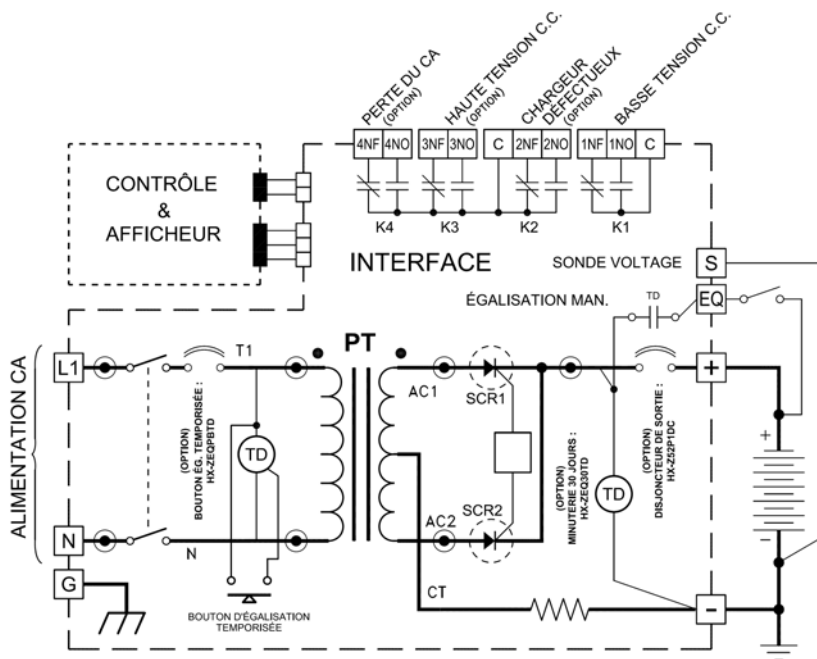 PERTE DU CA
(OPTION)
HAUTE TENSION C.C.
(OPTION)
CHARGEUR
DÉFECTUEUX
(OPTION)
BASSE TENSION C.C.
4NF 4NO 3NF 3NO C 2NF 2NO 1NF 1NO C
K4 K3 K2 K1
CONTRÔLE
&
AFFICHEUR
INTERFACE
SONDE VOLTAGE S
ÉGALISATION MAN. EQ
TD
ALIMENTATION CA
L1
T1
PT
AC1
SCR1
+
(OPTION)
BOUTON ÉG. TEMPORISÉE :
HX-ZEQPBTD
TD
(OPTION)
MINUTERIE 30 JOURS :
HX-ZEQ30TD
TD
(OPTION)
DISJONCTEUR DE SORTIE :
HX-Z52P1DC
+
−
N
N
AC2
SCR2
CT
G
−
BOUTON D'ÉGALISATION
TEMPORISÉE